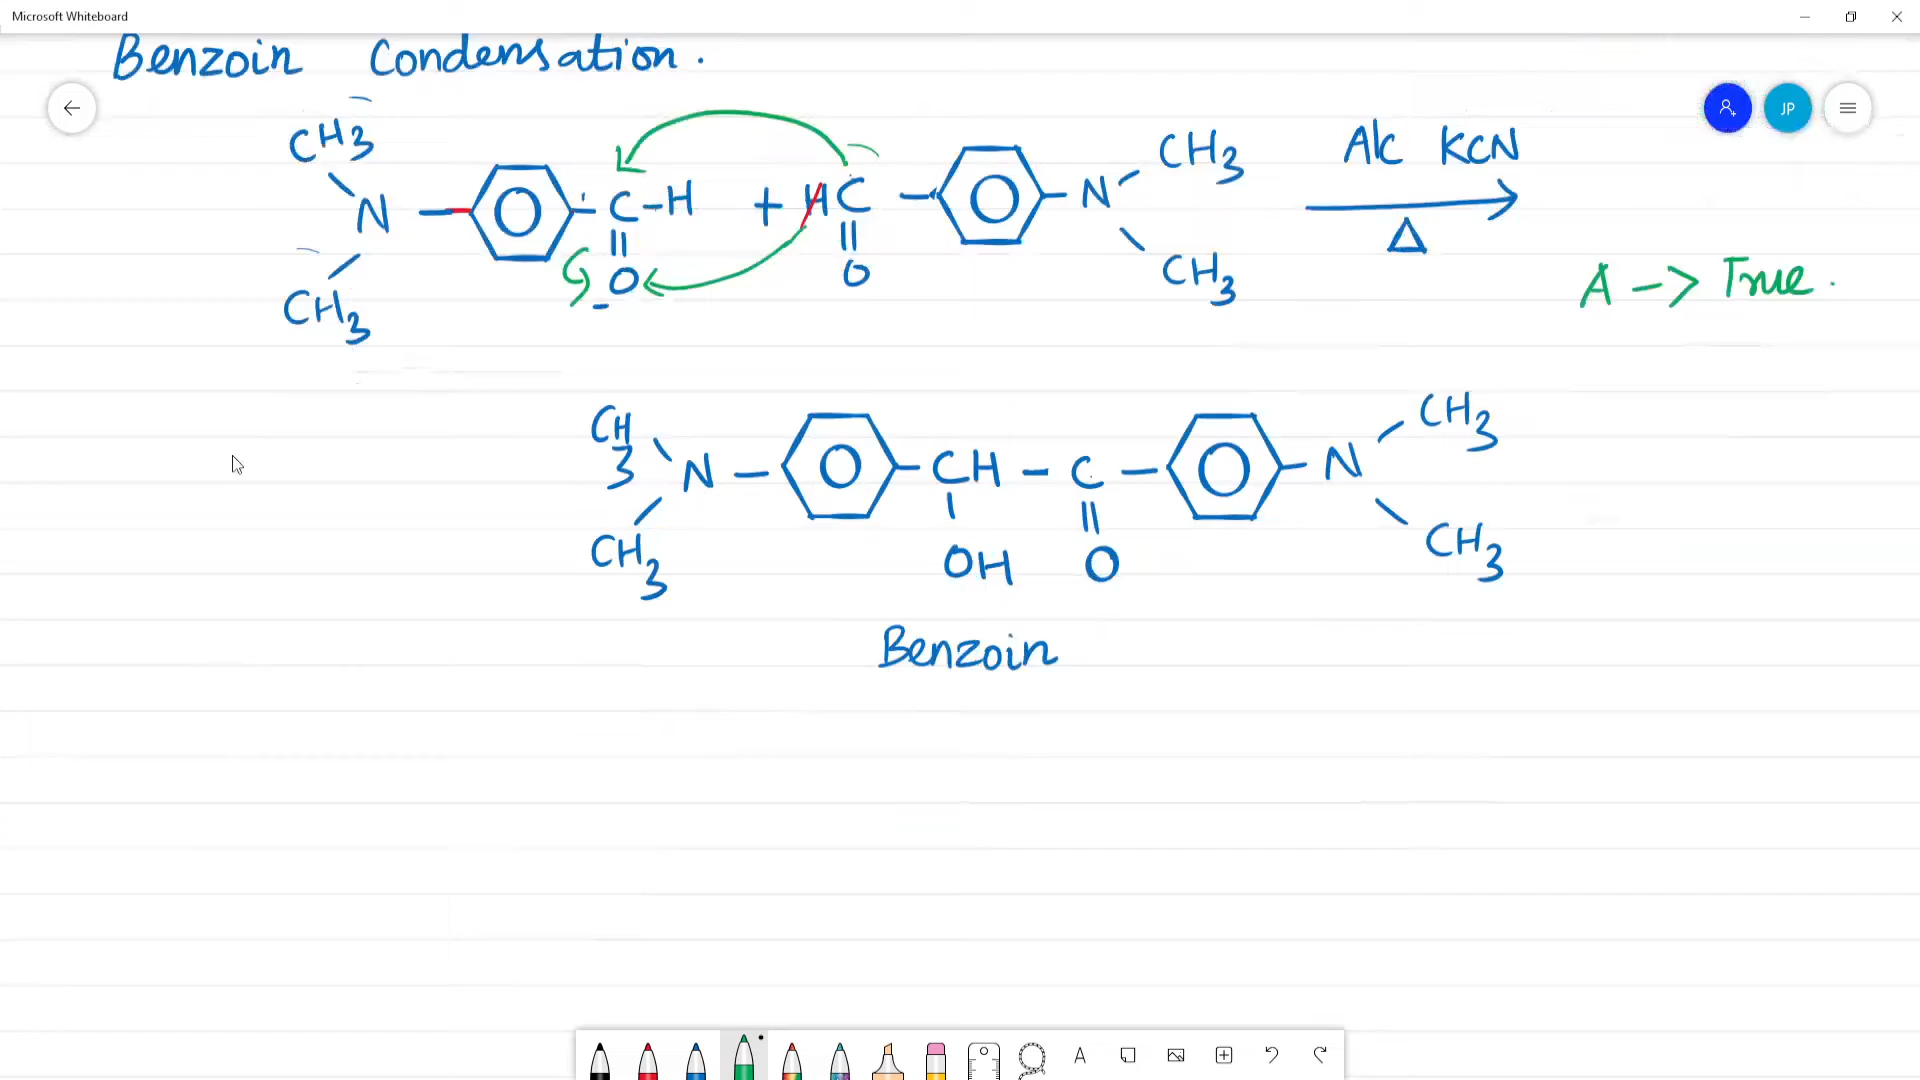 Microsoft Whiteboard
Benzoin Condensation.
JP
CH3 CH3 Alc KCN
N C-H + HC N
O O Δ
CH3 CH3 A -> True.
CH3 CH3
N CH - C N
CH3 OH O CH3
Benzoin
A